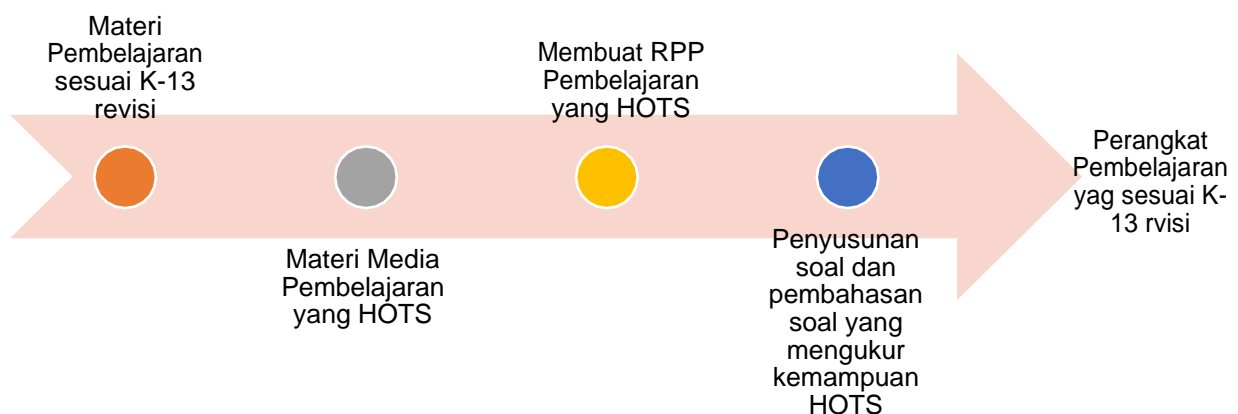 Materi
Pembelajaran
sesuai K-13
revisi
Materi Media
Pembelajaran
yang HOTS
Membuat RPP
Pembelajaran
yang HOTS
Penyusunan
soal dan
pembahasan
soal yang
mengukur
kemampuan
HOTS
Perangkat
Pembelajaran
yag sesuai K-
13 rvisi